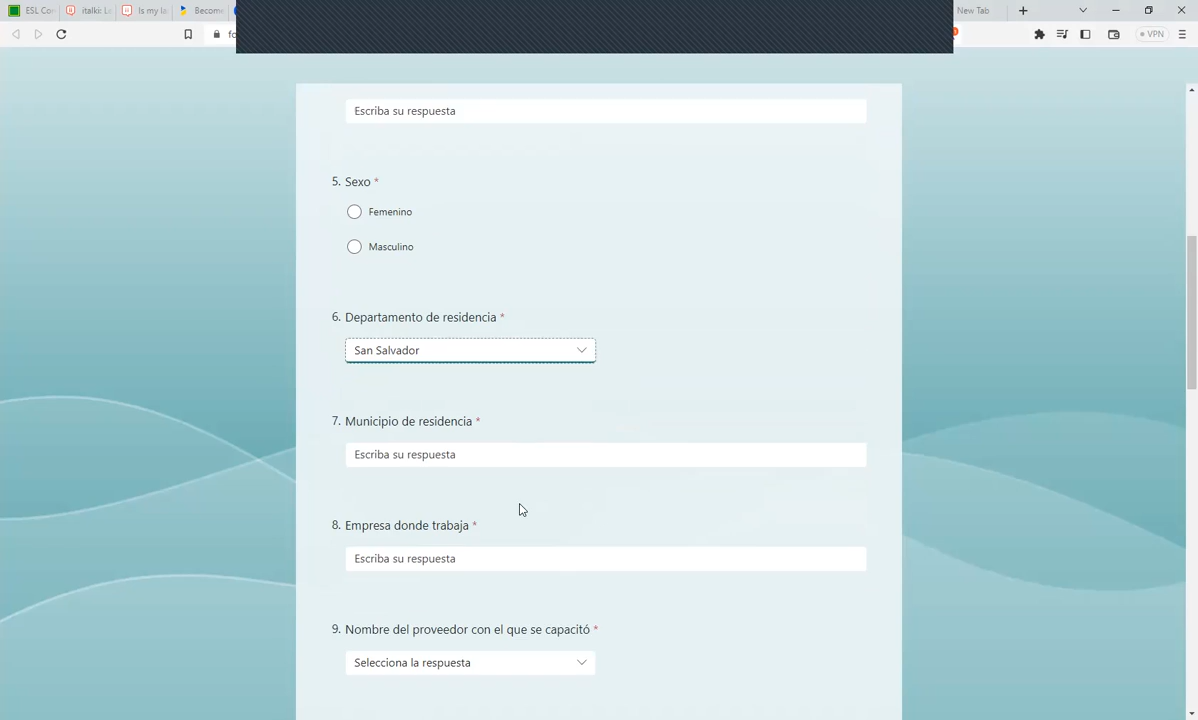 ESL Co
italki: L
Is my la
Become
New Tab
fo
VPN
Escriba su respuesta
5. Sexo *
Femenino
Masculino
6. Departamento de residencia *
San Salvador
7. Municipio de residencia *
Escriba su respuesta
8. Empresa donde trabaja *
Escriba su respuesta
9. Nombre del proveedor con el que se capacitó *
Selecciona la respuesta